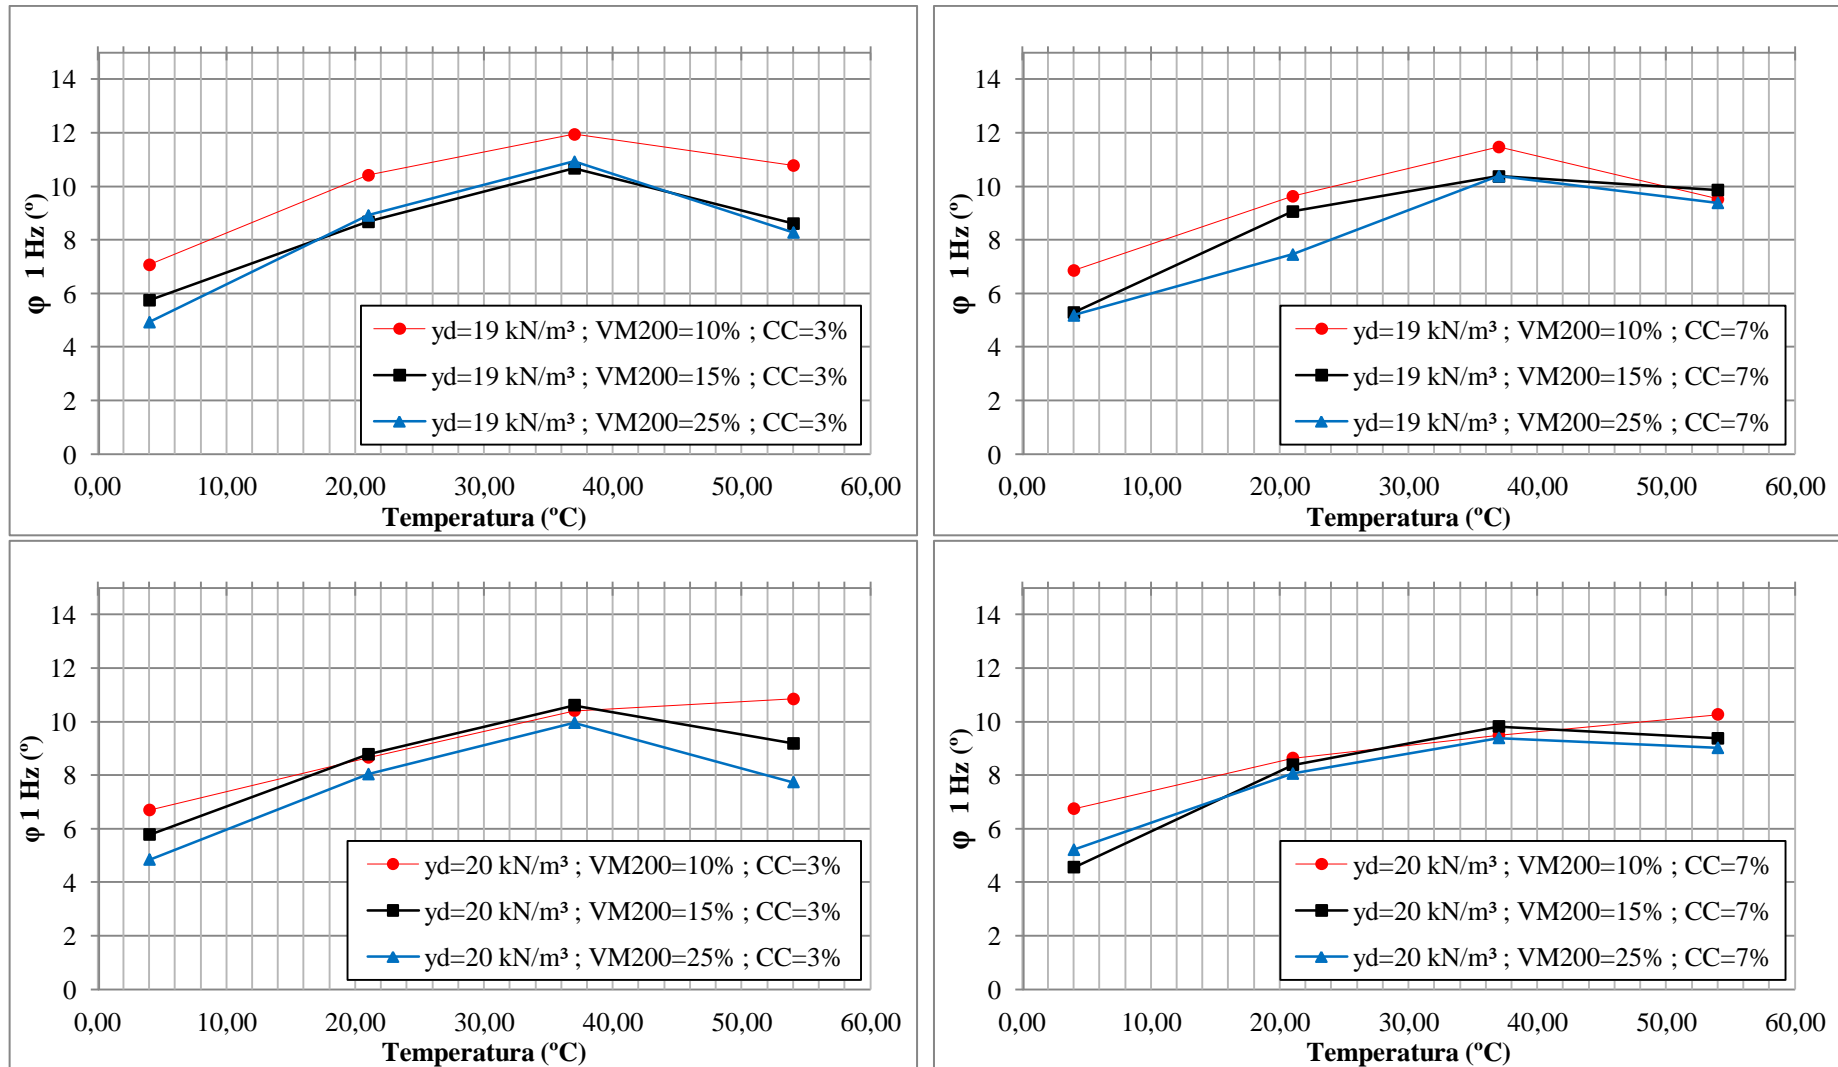 14
12
10
8
6
4
2
0
φ 1 Hz (º)
0,00 10,00 20,00 30,00 40,00 50,00 60,00
Temperatura (ºC)
yd=19 kN/m³ ; VM200=10% ; CC=3%
yd=19 kN/m³ ; VM200=15% ; CC=3%
yd=19 kN/m³ ; VM200=25% ; CC=3%
14
12
10
8
6
4
2
0
φ 1 Hz (º)
0,00 10,00 20,00 30,00 40,00 50,00 60,00
Temperatura (ºC)
yd=19 kN/m³ ; VM200=10% ; CC=7%
yd=19 kN/m³ ; VM200=15% ; CC=7%
yd=19 kN/m³ ; VM200=25% ; CC=7%
14
12
10
8
6
4
2
0
φ 1 Hz (º)
0,00 10,00 20,00 30,00 40,00 50,00 60,00
Temperatura (ºC)
yd=20 kN/m³ ; VM200=10% ; CC=3%
yd=20 kN/m³ ; VM200=15% ; CC=3%
yd=20 kN/m³ ; VM200=25% ; CC=3%
14
12
10
8
6
4
2
0
φ 1 Hz (º)
0,00 10,00 20,00 30,00 40,00 50,00 60,00
Temperatura (ºC)
yd=20 kN/m³ ; VM200=10% ; CC=7%
yd=20 kN/m³ ; VM200=15% ; CC=7%
yd=20 kN/m³ ; VM200=25% ; CC=7%